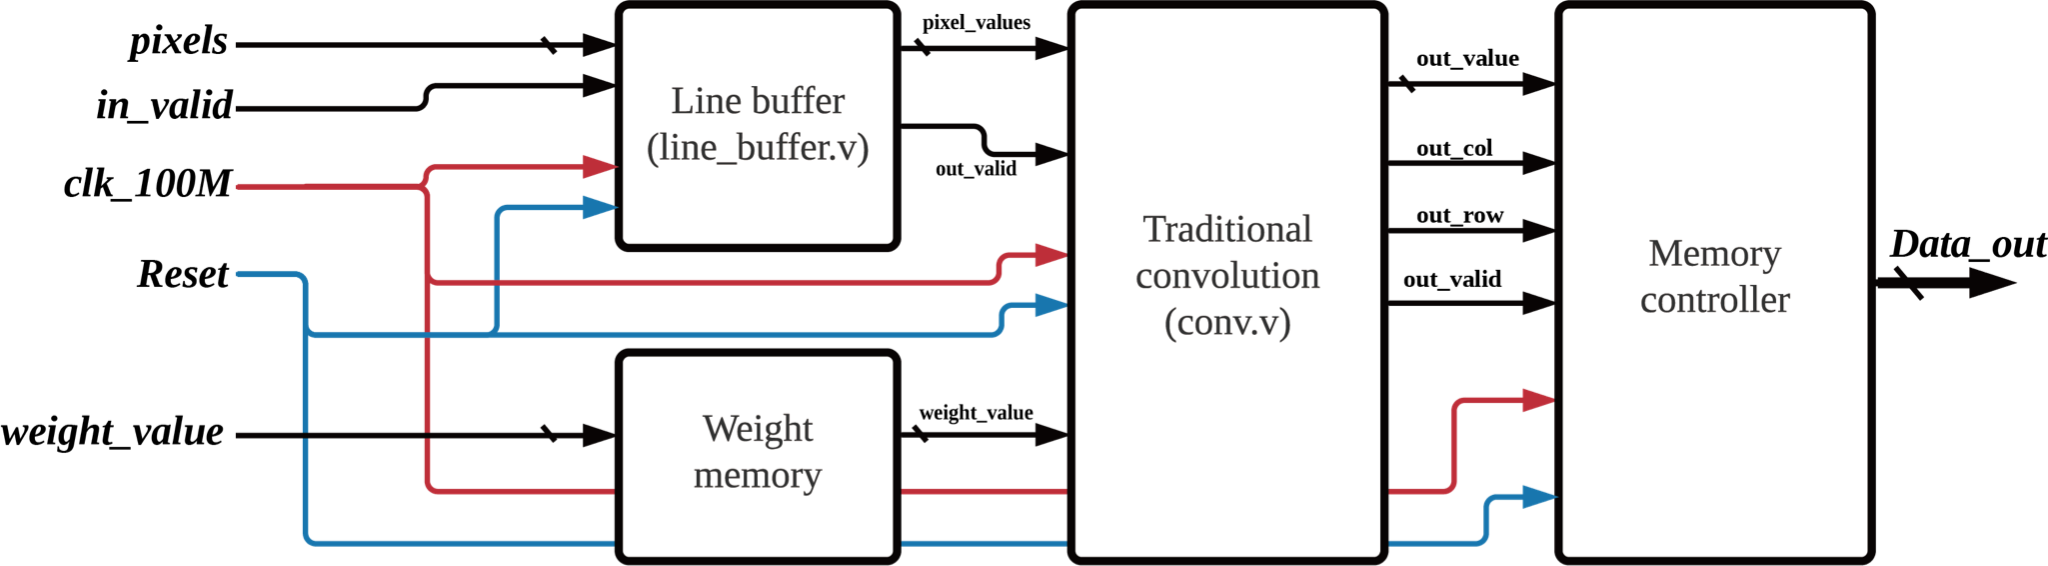 pixels
in_valid
clk_100M
Reset
weight_value
Line buffer
(line_buffer.v)
Weight
memory
pixel_values
out_valid
weight_value
Traditional
convolution
(conv.v)
out_value
out_col
out_row
out_valid
Memory
controller
Data_out